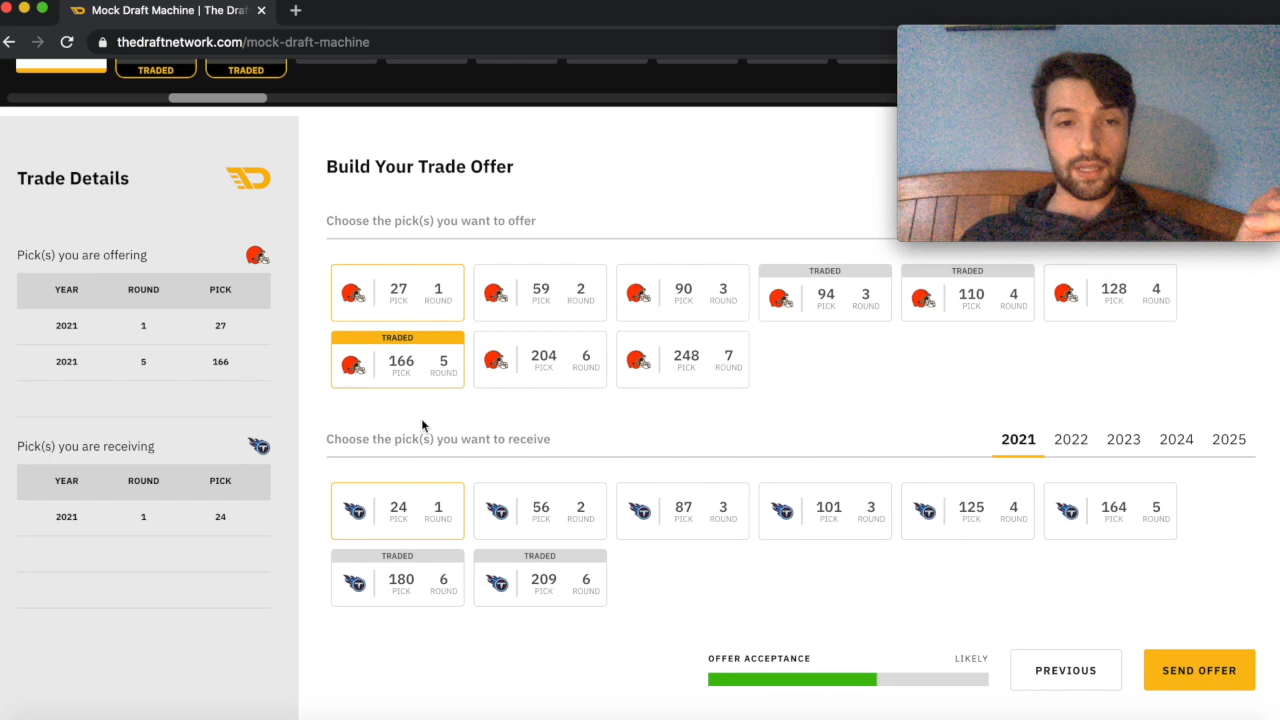 Mock Draft Machine | The Dra
thedraftnetwork.com/mock-draft-machine
TRADED TRADED
Trade Details
Pick(s) you are offering
YEAR ROUND PICK
2021 1 27
2021 5 166
Pick(s) you are receiving
YEAR ROUND PICK
2021 1 24
Build Your Trade Offer
Choose the pick(s) you want to offer
TRADED TRADED
27 1 59 2 90 3 94 3 110 4 128 4
PICK ROUND PICK ROUND PICK ROUND PICK ROUND PICK ROUND PICK ROUND
TRADED
166 5 204 6 248 7
PICK ROUND PICK ROUND PICK ROUND
Choose the pick(s) you want to receive 2021 2022 2023 2024 2025
24 1 56 2 87 3 101 3 125 4 164 5
PICK ROUND PICK ROUND PICK ROUND PICK ROUND PICK ROUND PICK ROUND
TRADED TRADED
180 6 209 6
PICK ROUND PICK ROUND
OFFER ACCEPTANCE LIKELY
PREVIOUS SEND OFFER